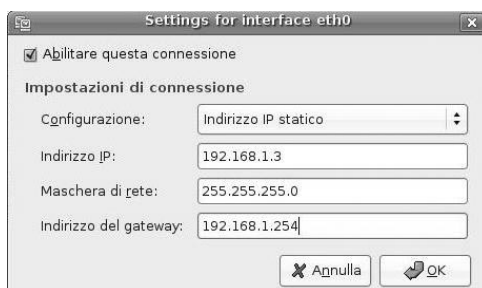 Settings for interface eth0
Abilitare questa connessione
Impostazioni di connessione
Configurazione: Indirizzo IP statico
Indirizzo IP: 192.168.1.3
Maschera di rete: 255.255.255.0
Indirizzo del gateway: 192.168.1.254
Annulla OK